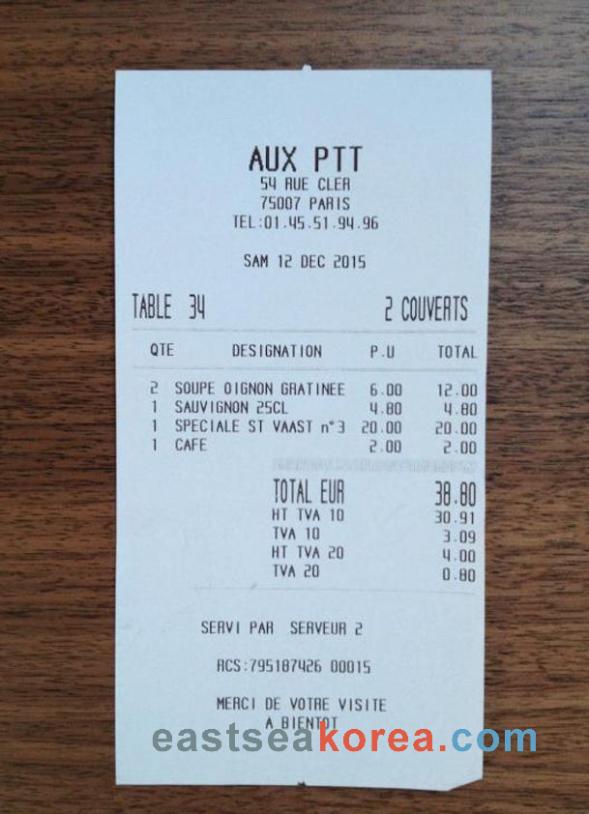 AUX PTT
54 RUE CLER
75007 PARIS
TEL:01.45.51.94.96
SAM 12 DEC 2015
TABLE 34 2 COUVERTS
QTE DESIGNATION P.U TOTAL
2 SOUPE OIGNON GRATINEE 6.00 12.00
1 SAUVIGNON 25CL 4.80 4.80
1 SPECIALE ST VAAST n°3 20.00 20.00
1 CAFE 2.00 2.00
TOTAL EUR 38.80
HT TVA 10 30.91
TVA 10 3.09
HT TVA 20 4.00
TVA 20 0.80
SERVI PAR SERVEUR 2
RCS:795187426 00015
MERCI DE VOTRE VISITE
A BIENTOT
eastseakorea.com